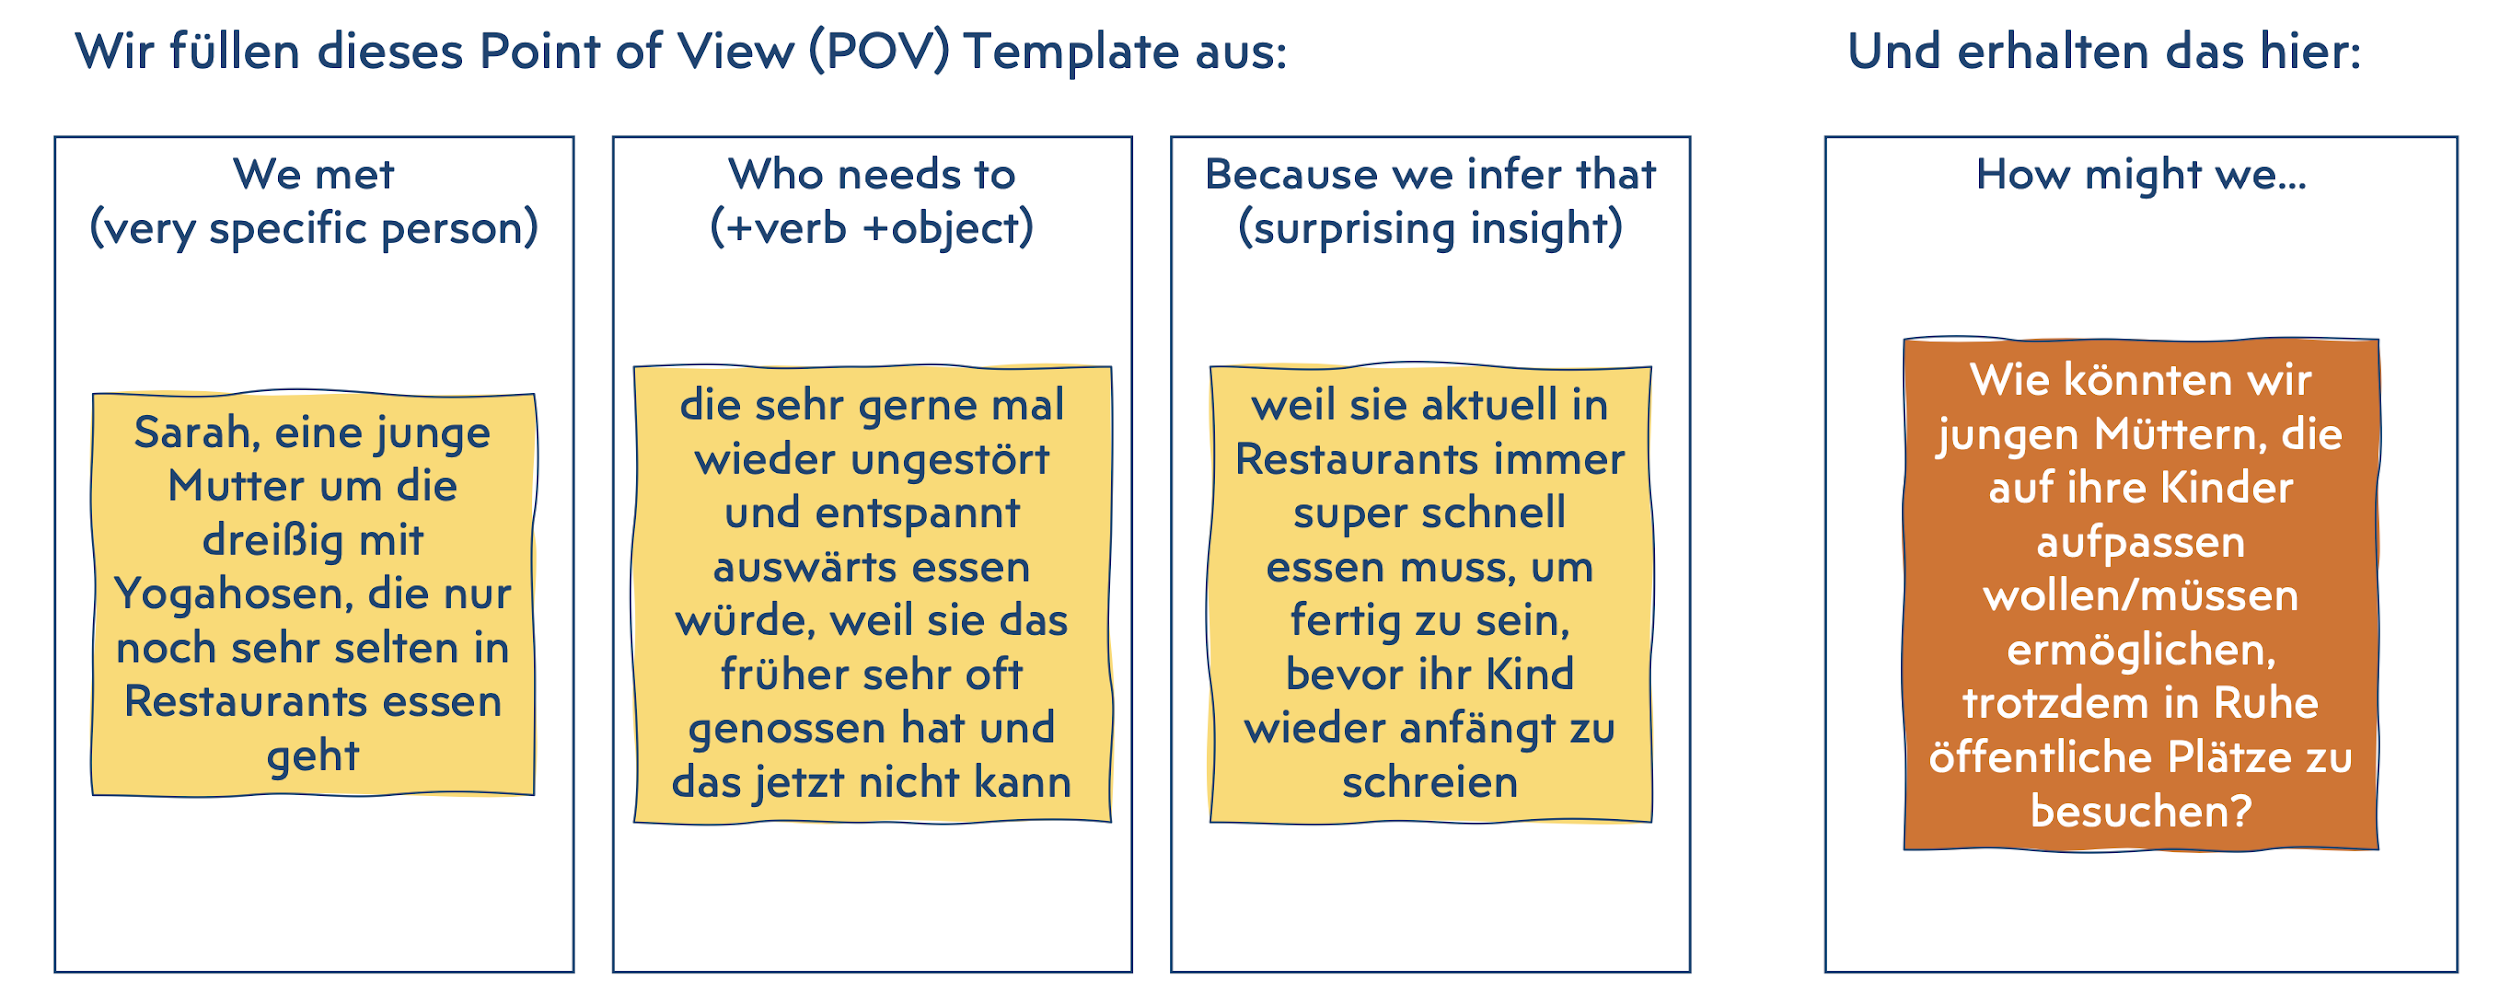 Wir füllen dieses Point of View (POV) Template aus:
Und erhalten das hier:
We met
(very specific person)
Sarah, eine junge
Mutter um die
dreißig mit
Yogahosen, die nur
noch sehr selten in
Restaurants essen
geht
Who needs to
(+verb +object)
die sehr gerne mal
wieder ungestört
und entspannt
auswärts essen
würde, weil sie das
früher sehr oft
genossen hat und
das jetzt nicht kann
Because we infer that
(surprising insight)
weil sie aktuell in
Restaurants immer
super schnell
essen muss, um
fertig zu sein,
bevor ihr Kind
wieder anfängt zu
schreien
How might we...
Wie könnten wir
jungen Müttern, die
auf ihre Kinder
aufpassen
wollen/müssen
ermöglichen,
trotzdem in Ruhe
öffentliche Plätze zu
besuchen?